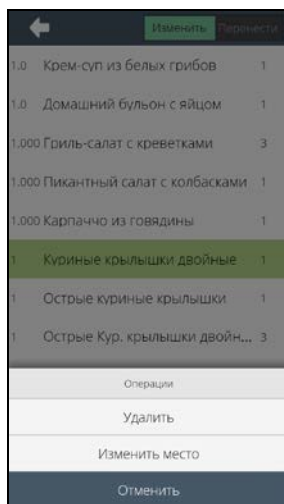 Изменить Перенести
1.0 Крем-суп из белых грибов 1
1.0 Домашний бульон с яйцом 1
1.000 Гриль-салат с креветками 3
1.000 Пикантный салат с колбасками 1
1.000 Карпаччо из говядины 1
1 Куриные крылышки двойные 1
1 Острые куриные крылышки 1
1 Острые Кур. крылышки двойн... 3
Операции
Удалить
Изменить место
Отменить